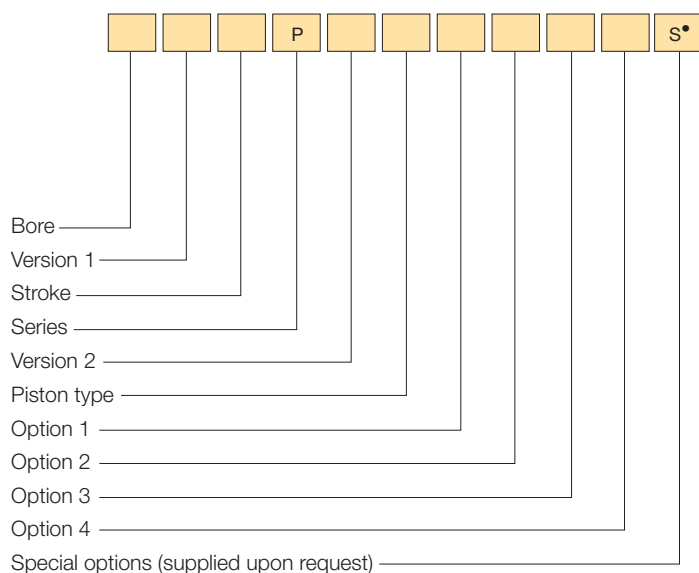 P S●
Bore
Version 1
Stroke
Series
Version 2
Piston type
Option 1
Option 2
Option 3
Option 4
Special options (supplied upon request)